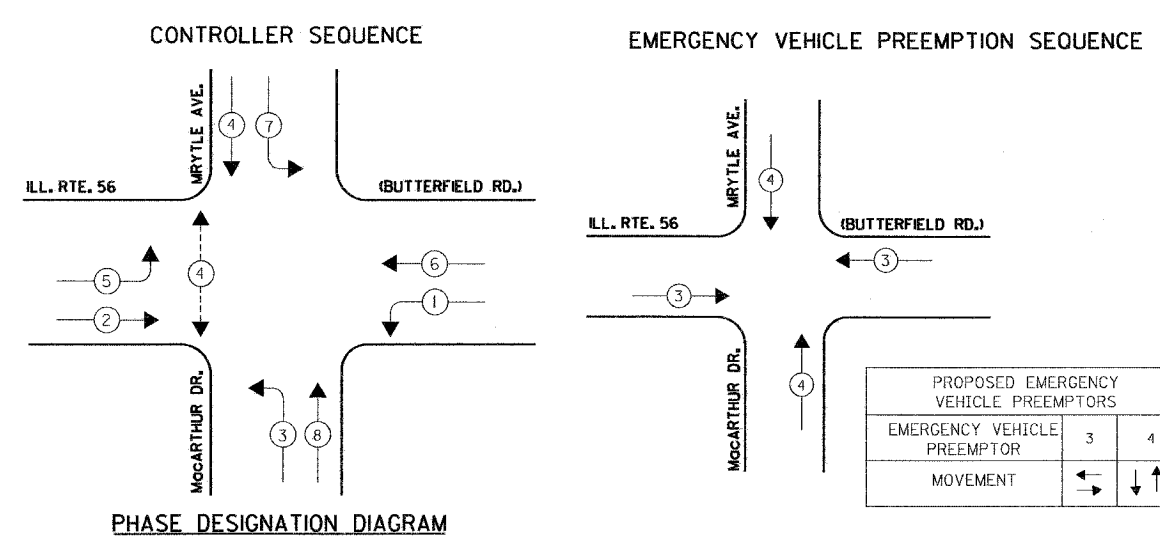 CONTROLLER SEQUENCE
MRYTLE AVE.
4
7
ILL. RTE. 56
(BUTTERFIELD RD.)
5
4
6
2
1
MacARTHUR DR.
3
8
PHASE DESIGNATION DIAGRAM
EMERGENCY VEHICLE PREEMPTION SEQUENCE
MRYTLE AVE.
4
ILL. RTE. 56
(BUTTERFIELD RD.)
3
3
MacARTHUR DR.
4
PROPOSED EMERGENCY
VEHICLE PREEMPTORS
EMERGENCY VEHICLE
PREEMPTOR
3
4
MOVEMENT